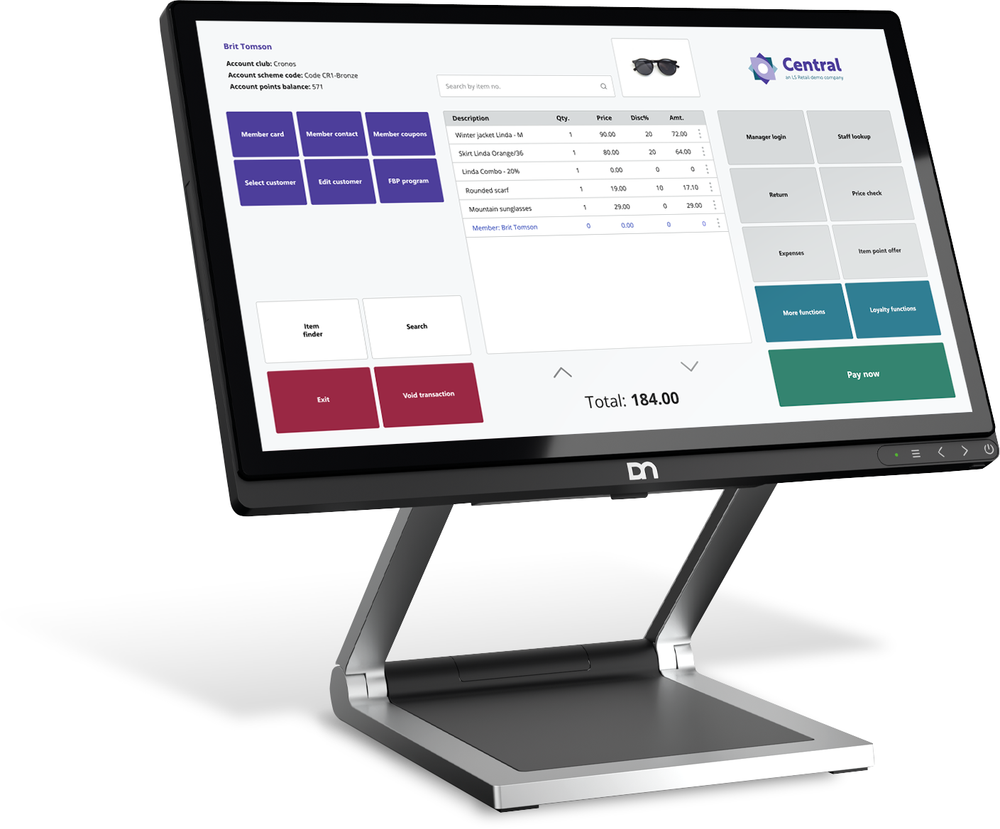 Brit Tomson
Account club: Cronos
Account scheme code: Code CR1-Bronze
Account points balance: 571
Search by item no.
Central
an LS Retail demo company
Member card
Member contact
Member coupons
Select customer
Edit customer
FBP program
Description Qty. Price Disc% Amt.
Winter jacket Linda - M 1 90.00 20 72.00
Skirt Linda Orange/36 1 80.00 20 64.00
Linda Combo - 20% 1 0.00 0 0
Rounded scarf 1 19.00 10 17.10
Mountain sunglasses 1 29.00 0 29.00
Member: Brit Tomson 0 0.00 0 0
Manager login
Staff lookup
Return
Price check
Expenses
Item point offer
More functions
Loyalty functions
Pay now
Item
finder
Search
Exit
Void transaction
Total: 184.00
DN